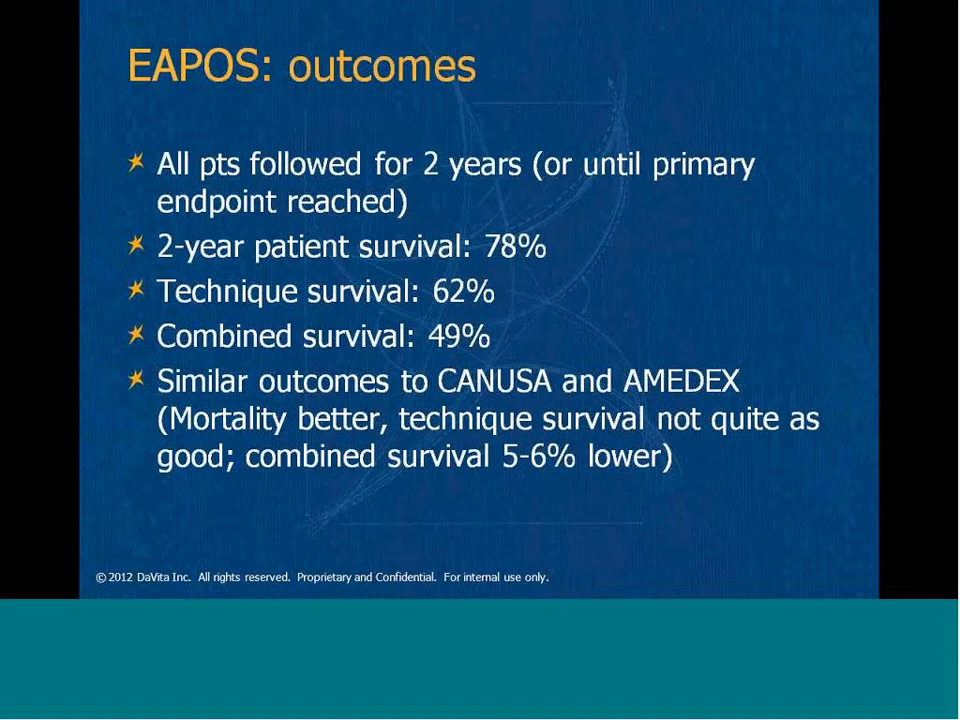 EAPOS: outcomes
All pts followed for 2 years (or until primary
endpoint reached)
2-year patient survival: 78%
Technique survival: 62%
Combined survival: 49%
Similar outcomes to CANUSA and AMEDEX
(Mortality better, technique survival not quite as
good; combined survival 5-6% lower)
© 2012 DaVita Inc. All rights reserved. Proprietary and Confidential. For internal use only.